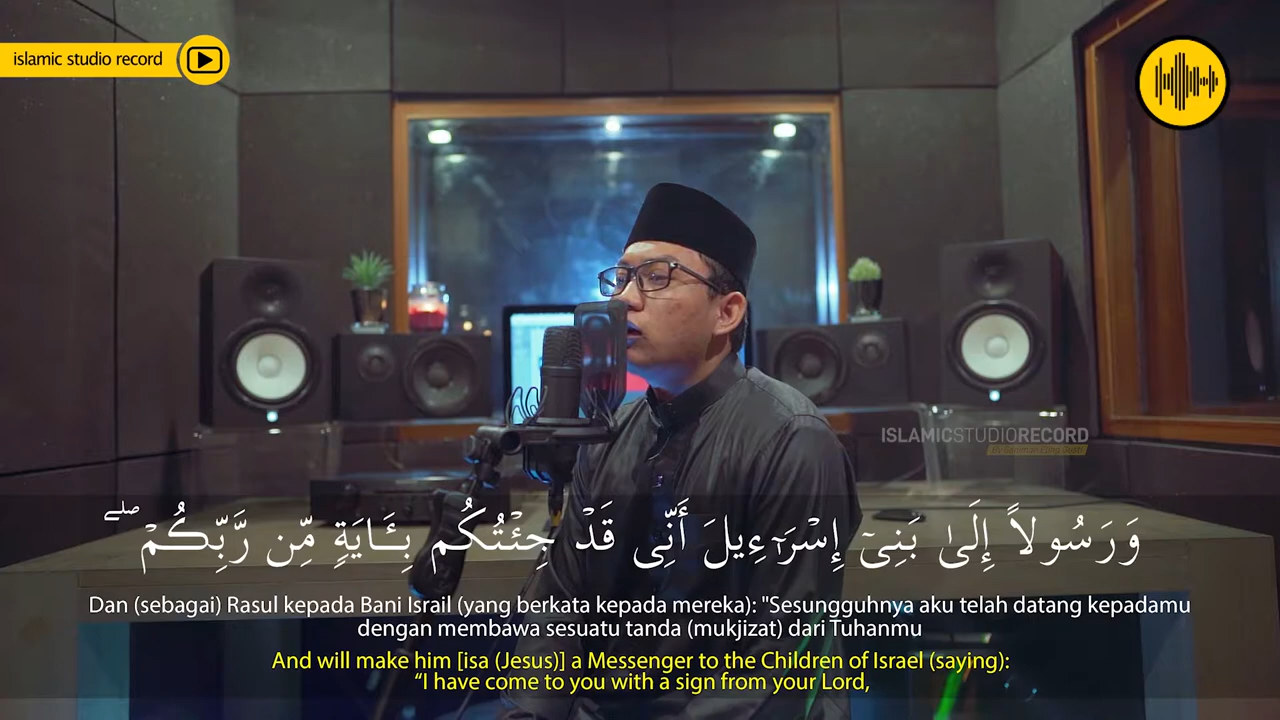 islamic studio record
ISLAMICSTUDIORECORD
وَرَسُولاً إِلَىٰ بَنِىٓ إِسْرَٰٓءِيلَ أَنِّى قَدْ جِئْتُكُم بِـَٔايَةٍ مِّن رَّبِّكُمْ ۖ
Dan (sebagai) Rasul kepada Bani Israil (yang berkata kepada mereka): "Sesungguhnya aku telah datang kepadamu
dengan membawa sesuatu tanda (mukjizat) dari Tuhanmu
And will make him [isa (Jesus)] a Messenger to the Children of Israel (saying):
“I have come to you with a sign from your Lord,